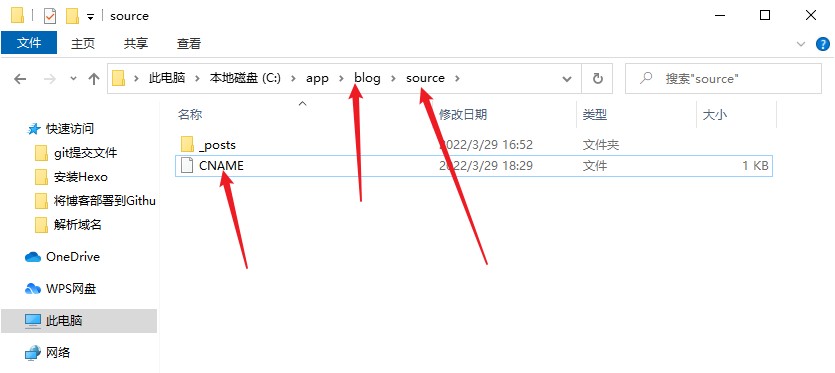 source
文件 主页 共享 查看
此电脑 本地磁盘 (C:) app blog source
搜索"source"
名称 修改日期 类型 大小
快速访问
git提交文件
安装Hexo
将博客部署到Githu
解析域名
OneDrive
WPS网盘
此电脑
网络
_posts 2022/3/29 16:52 文件夹
CNAME 2022/3/29 18:29 文件 1 KB